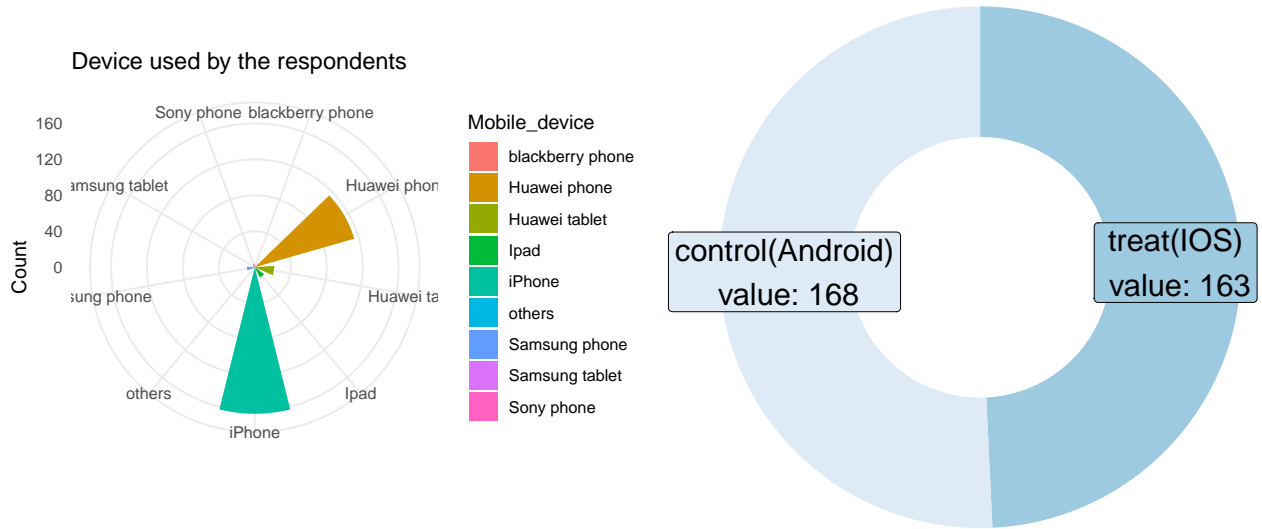 Device used by the respondents
Sony phone
blackberry phone
160
120
80
40
0
Count
amsung tablet
Huawei phon
sung phone
Huawei ta
others
Ipad
iPhone
Mobile_device
blackberry phone
Huawei phone
Huawei tablet
Ipad
iPhone
others
Samsung phone
Samsung tablet
Sony phone
control(Android)
value: 168
treat(IOS)
value: 163